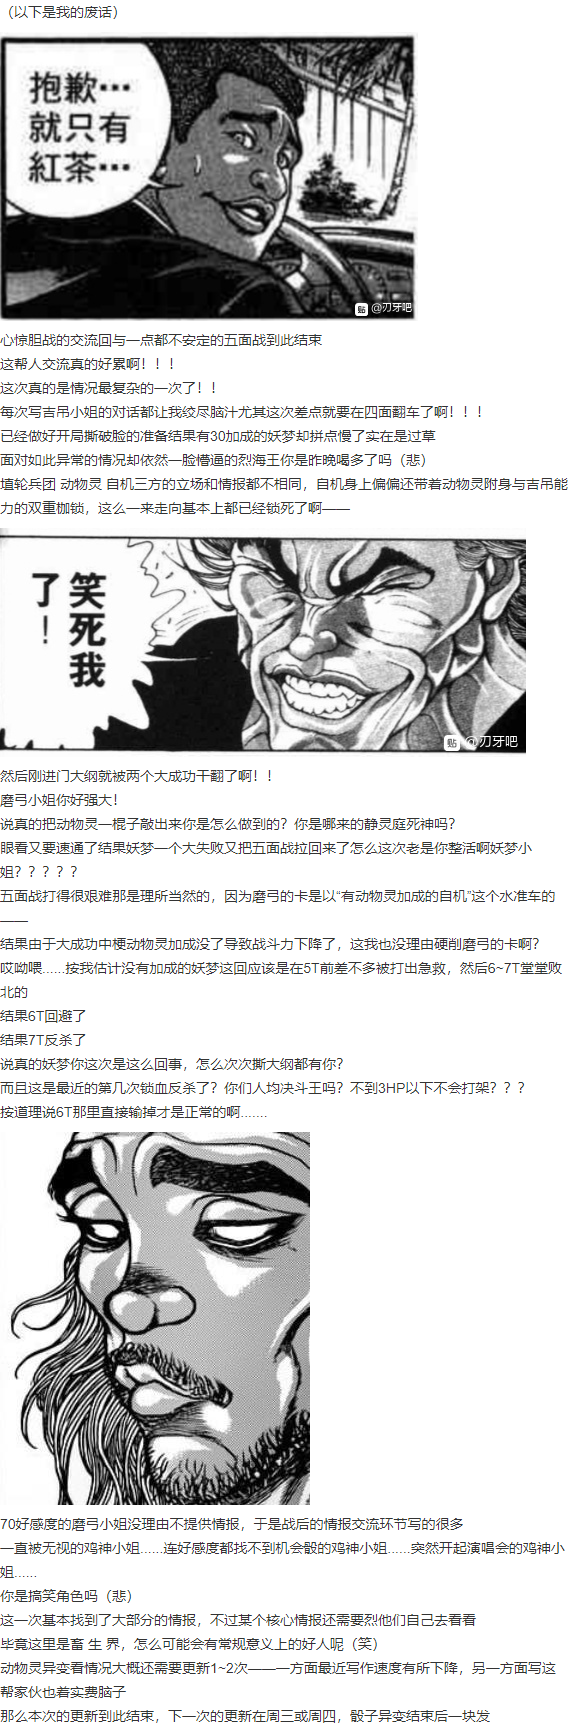 （以下是我的废话）
抱歉…
就只有
紅茶…
贴 @刃牙吧
心惊胆战的交流回与一点都不安定的五面战到此结束
这帮人交流真的好累啊！！！
这次真的是情况最复杂的一次了！！
每次写吉吊小姐的对话都让我绞尽脑汁尤其这次差点就要在四面翻车了啊！！！
已经做好开局撕破脸的准备结果有30加成的妖梦却拼点慢了实在是过草
面对如此异常的情况却依然一脸懵逼的烈海王你是昨晚喝多了吗（悲）
埴轮兵团 动物灵 自机三方的立场和情报都不相同，自机身上偏偏还带着动物灵附身与吉吊能
力的双重枷锁，这么一来走向基本上都已经锁死了啊——
笑死我
了！
贴 @刃牙吧
然后刚进门大纲就被两个大成功干翻了啊！！
磨弓小姐你好强大！
说真的把动物灵一棍子敲出来你是怎么做到的？你是哪来的静灵庭死神吗？
眼看又要速通了结果妖梦一个大失败又把五面战拉回来了怎么这次老是你整活啊妖梦小
姐？？？？？
五面战打得很艰难那是理所当然的，因为磨弓的卡是以“有动物灵加成的自机”这个水准车的
——
结果由于大成功中梗动物灵加成没了导致战斗力下降了，这我也没理由硬削磨弓的卡啊？
哎呦喂......按我估计没有加成的妖梦这回应该是在5T前差不多被打出急救，然后6~7T堂堂败
北的
结果6T回避了
结果7T反杀了
说真的妖梦你这次是这么回事，怎么次次撕大纲都有你？
而且这是最近的第几次锁血反杀了？你们人均决斗王吗？不到3HP以下不会打架？？？
按道理说6T那里直接输掉才是正常的啊.......
70好感度的磨弓小姐没理由不提供情报，于是战后的情报交流环节写的很多
一直被无视的鸡神小姐......连好感度都找不到机会骰的鸡神小姐......突然开起演唱会的鸡神小
姐......
你是搞笑角色吗（悲）
这一次基本找到了大部分的情报，不过某个核心情报还需要烈他们自己去看看
毕竟这里是畜 生 界，怎么可能会有常规意义上的好人呢（笑）
动物灵异变看情况大概还需要更新1~2次——一方面最近写作速度有所下降，另一方面写这
帮家伙也着实费脑子
那么本次的更新到此结束，下一次的更新在周三或周四，骰子异变结束后一块发